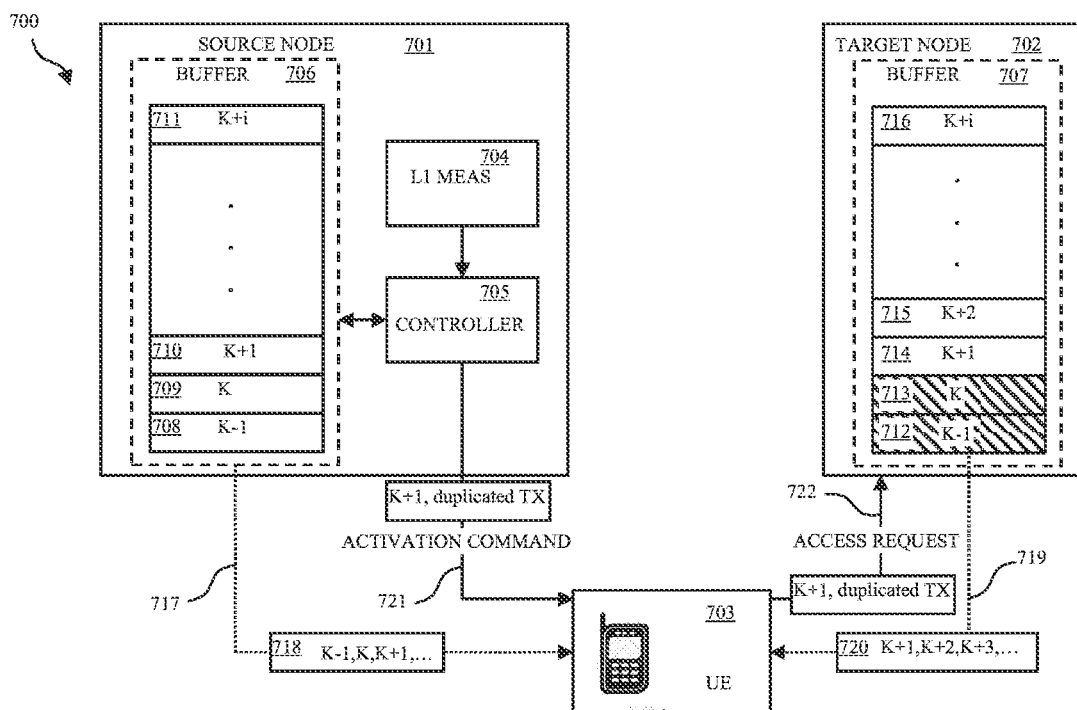 700
SOURCE NODE 701
BUFFER 706
711 K+i
710 K+1
709 K
708 K-1
704
L1 MEAS
705
CONTROLLER
TARGET NODE 702
BUFFER 707
716 K+i
715 K+2
714 K+1
713 K
712 K-1
K+1, duplicated TX
ACTIVATION COMMAND
717
721
718 K-1,K,K+1,...
703
UE
722
ACCESS REQUEST
K+1, duplicated TX
719
720 K+1,K+2,K+3,...